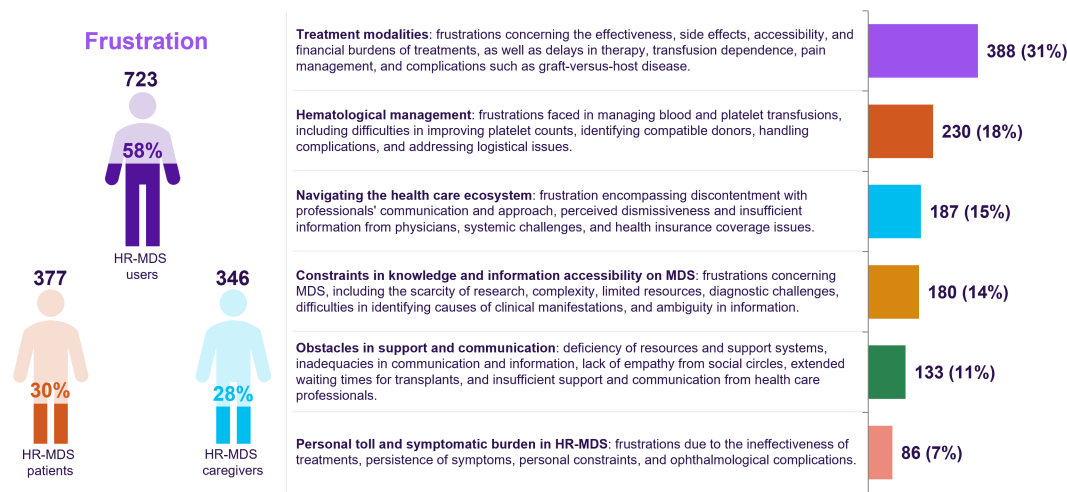 Frustration
723
58%
HR-MDS
users
377
30%
HR-MDS
patients
346
28%
HR-MDS
caregivers
Treatment modalities: frustrations concerning the effectiveness, side effects, accessibility, and
financial burdens of treatments, as well as delays in therapy, transfusion dependence, pain
management, and complications such as graft-versus-host disease.
388 (31%)
Hematological management: frustrations faced in managing blood and platelet transfusions,
including difficulties in improving platelet counts, identifying compatible donors, handling
complications, and addressing logistical issues.
230 (18%)
Navigating the health care ecosystem: frustration encompassing discontentment with
professionals' communication and approach, perceived dismissiveness and insufficient
information from physicians, systemic challenges, and health insurance coverage issues.
187 (15%)
Constraints in knowledge and information accessibility on MDS: frustrations concerning
MDS, including the scarcity of research, complexity, limited resources, diagnostic challenges,
difficulties in identifying causes of clinical manifestations, and ambiguity in information.
180 (14%)
Obstacles in support and communication: deficiency of resources and support systems,
inadequacies in communication and information, lack of empathy from social circles, extended
waiting times for transplants, and insufficient support and communication from health care
professionals.
133 (11%)
Personal toll and symptomatic burden in HR-MDS: frustrations due to the ineffectiveness of
treatments, persistence of symptoms, personal constraints, and ophthalmological complications.
86 (7%)